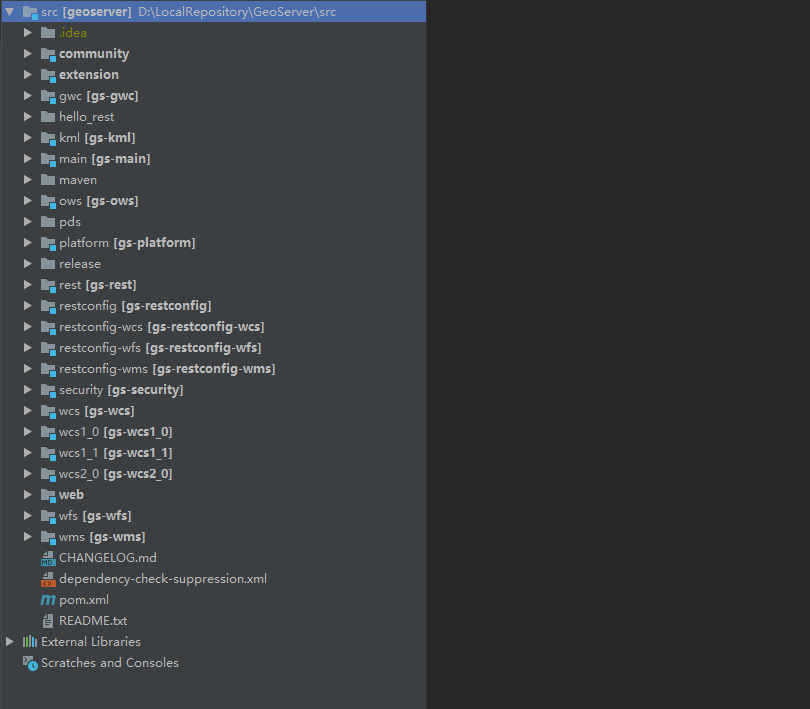 src [geoserver] D:\LocalRepository\GeoServer\src
.idea
community
extension
gwc [gs-gwc]
hello_rest
kml [gs-kml]
main [gs-main]
maven
ows [gs-ows]
pds
platform [gs-platform]
release
rest [gs-rest]
restconfig [gs-restconfig]
restconfig-wcs [gs-restconfig-wcs]
restconfig-wfs [gs-restconfig-wfs]
restconfig-wms [gs-restconfig-wms]
security [gs-security]
wcs [gs-wcs]
wcs1_0 [gs-wcs1_0]
wcs1_1 [gs-wcs1_1]
wcs2_0 [gs-wcs2_0]
web
wfs [gs-wfs]
wms [gs-wms]
CHANGELOG.md
dependency-check-suppression.xml
pom.xml
README.txt
External Libraries
Scratches and Consoles